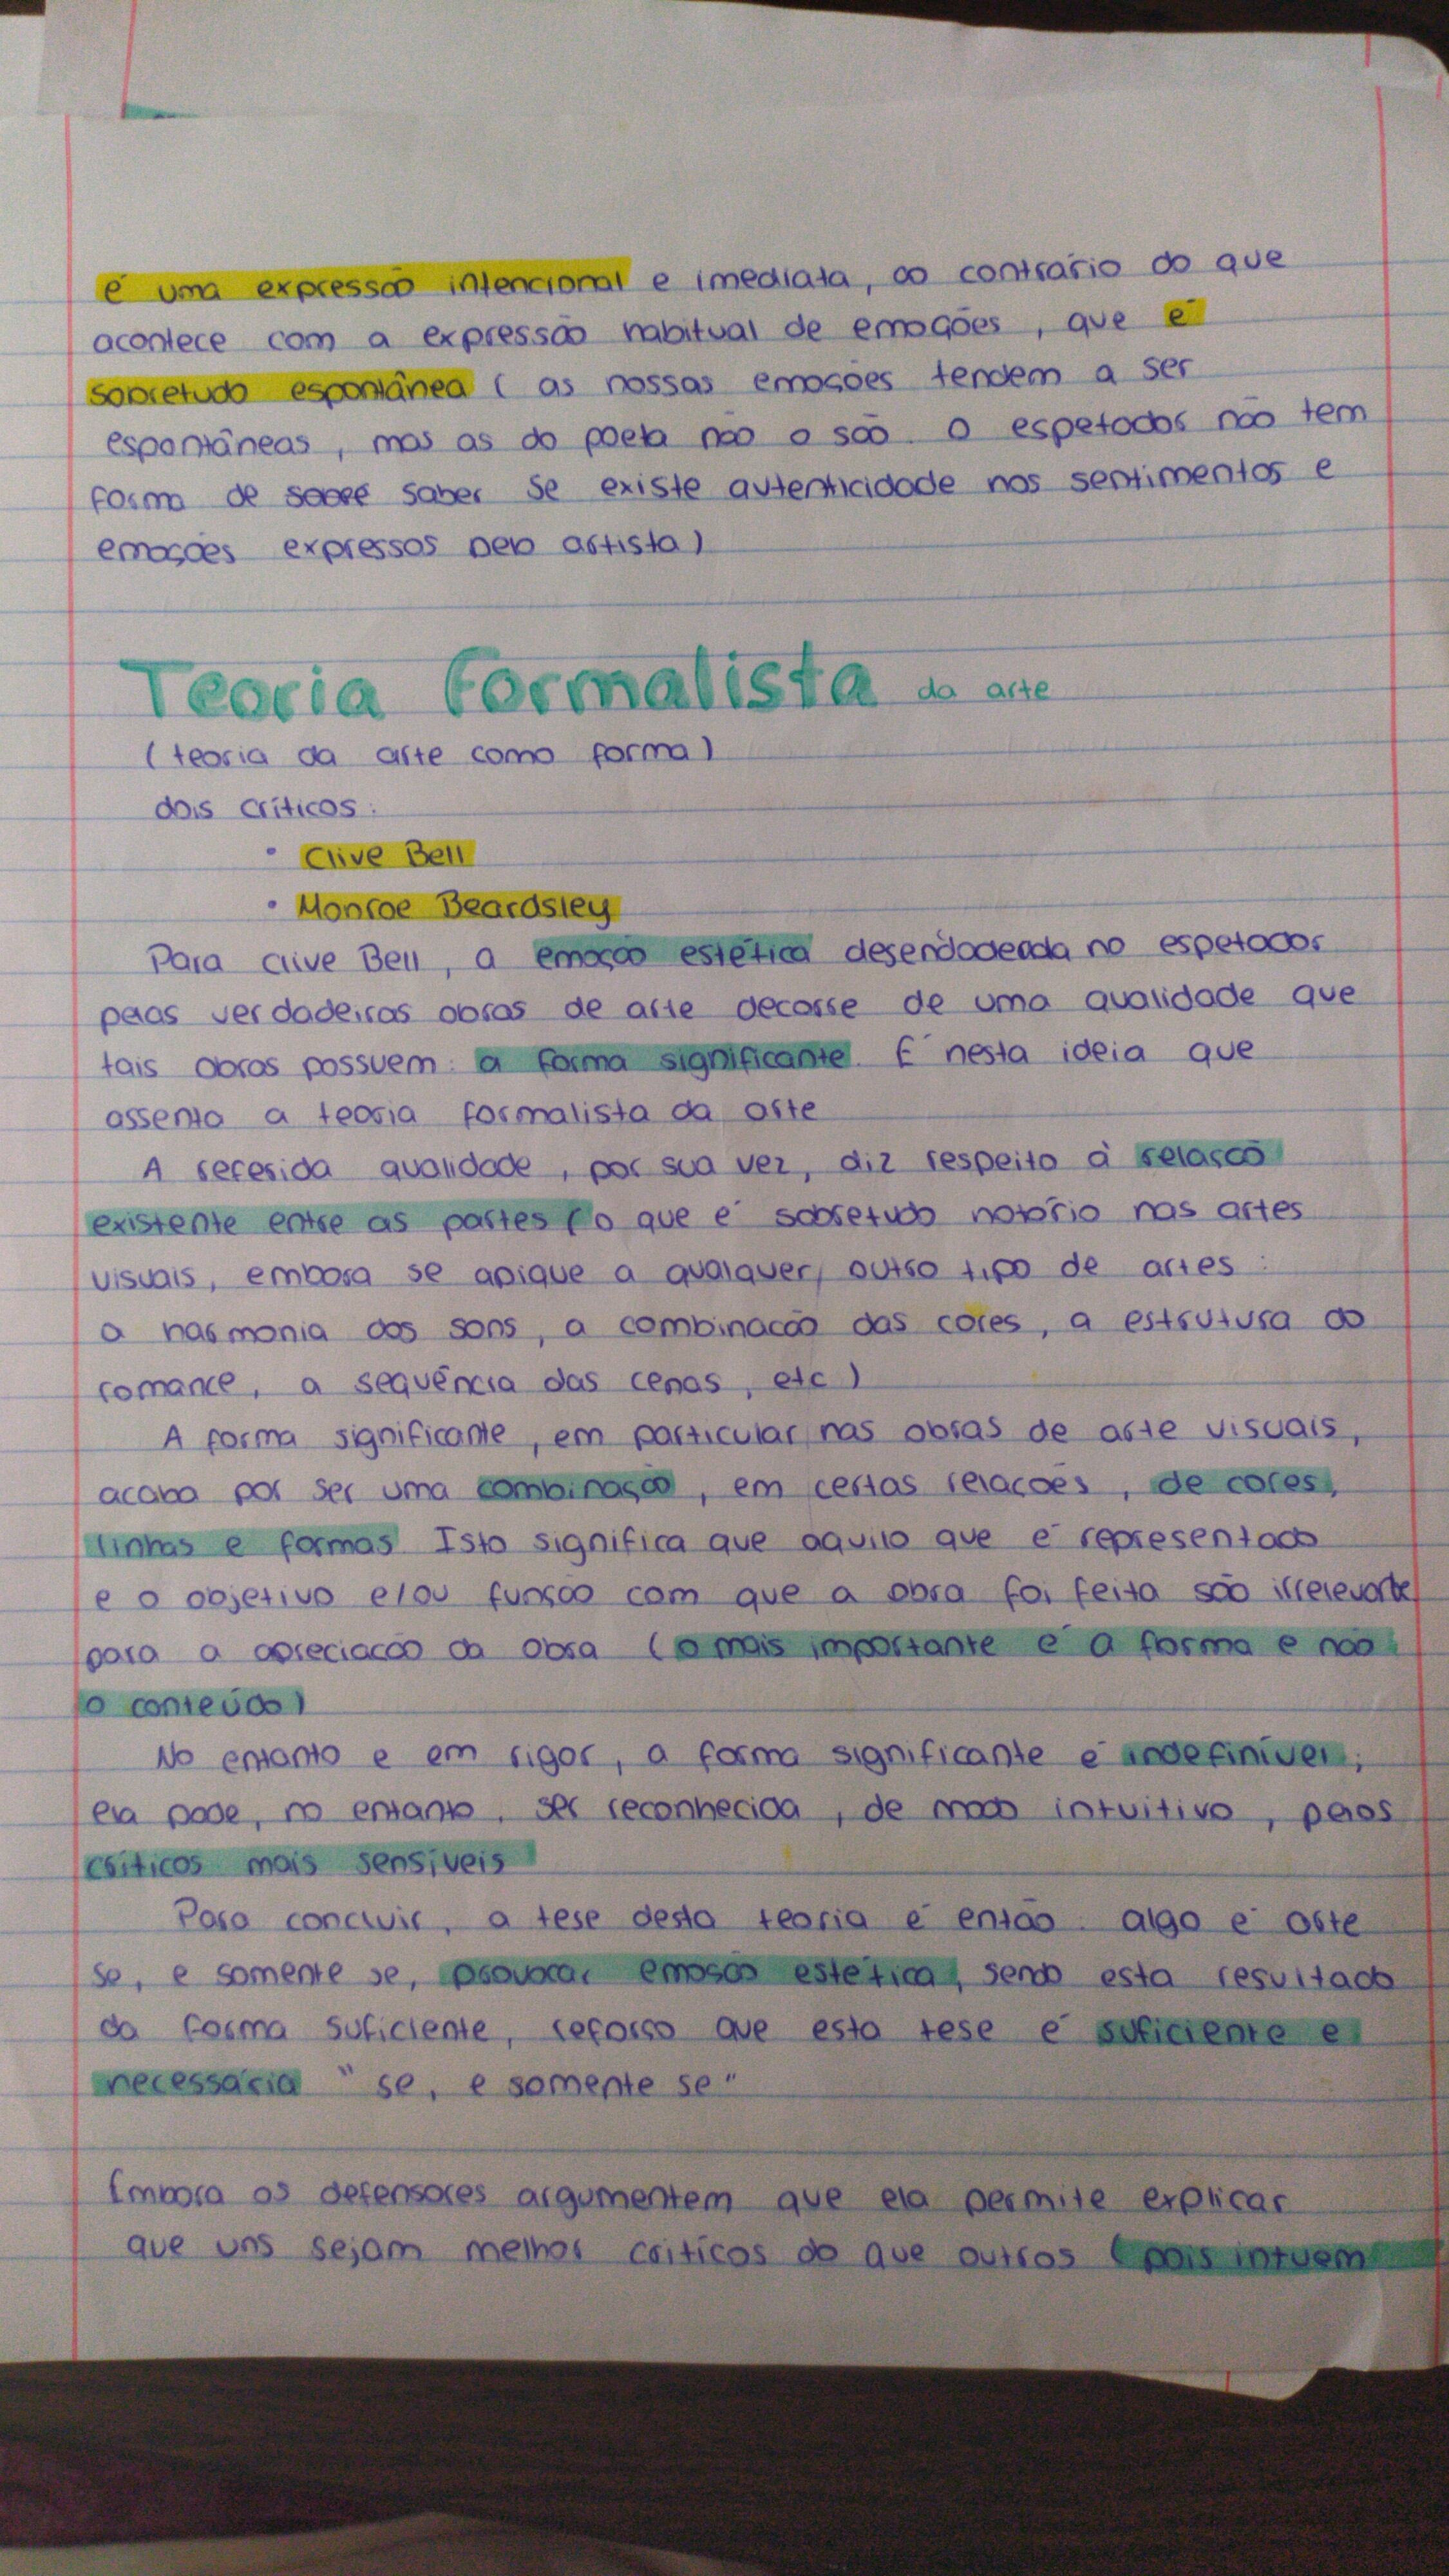 é uma expressão intencional e imediata, ao contrário do que
acontece com a expressão habitual de emoções, que é
sobretudo espontânea ( as nossas emoções tendem a ser
espontâneas, mas as do poeta não o são. O espetador não tem
forma de saber se existe autenticidade nos sentimentos e
emoções expressos pelo artista)
Teoria Formalista da arte
(teoria da arte como forma)
dois críticos:
• Clive Bell
• Monroe Beardsley
Para Clive Bell, a emoção estética no espetador
pelas verdadeiras obras de arte decorre de uma qualidade que
tais obras possuem: a forma significante. É nesta ideia que
assenta a teoria formalista da arte
A referida qualidade, por sua vez, diz respeito à relação
existente entre as partes (o que é sobretudo notório nas artes
visuais, embora se aplique a qualquer outro tipo de artes:
a harmonia dos sons, a combinação das cores, a estrutura do
romance, a sequência das cenas, etc)
A forma significante, em particular nas obras de arte visuais,
acaba por ser uma combinação, em certas relações, de cores,
linhas e formas. Isto significa que aquilo que é representado
e o objetivo e/ou função com que a obra foi feita são irrelevante
para a apreciação da obra (o mais importante é a forma e não
o conteúdo)
No entanto e em rigor, a forma significante é indefinível;
ela pode, no entanto, ser reconhecida, de modo intuitivo, pelos
críticos mais sensíveis
Para concluir, a tese desta teoria é então: algo é arte
se, e somente se, provocar emoção estética, sendo esta resultado
da forma suficiente, reforço que esta tese é suficiente e
necessária "se, e somente se"
Embora os defensores argumentem que ela permite explicar
que uns sejam melhor críticos do que outros (pois intuem